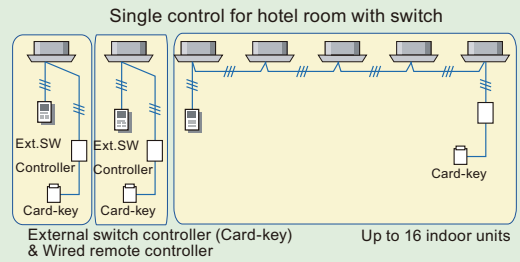 Single control for hotel room with switch
Ext.SW
Controller
Card-key
Ext.SW
Controller
Card-key
Card-key
External switch controller (Card-key)
& Wired remote controller
Up to 16 indoor units